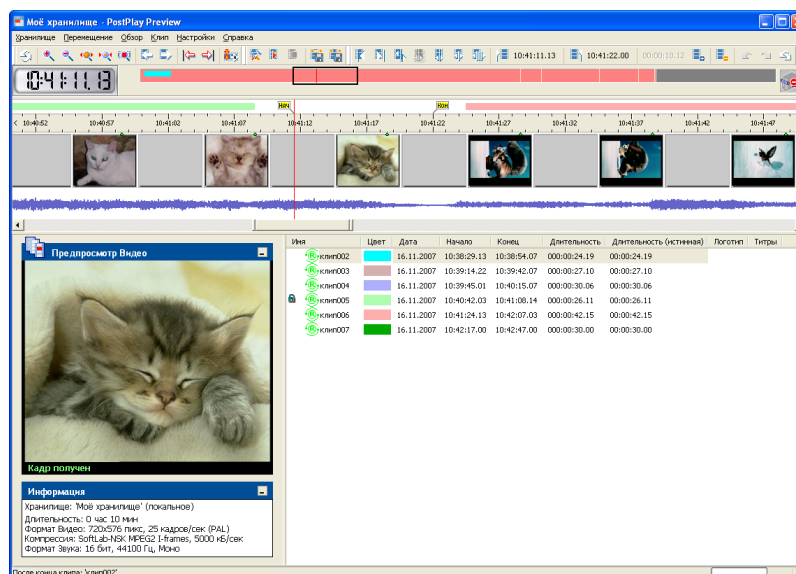 Моё хранилище - PostPlay Preview
Хранилище Перемещение Обзор Клип Настройки Справка
10:41:11.13 10:41:22.00 00:00:10.12
10:41:11.13
Нач Кон
10:40:52 10:40:57 10:41:02 10:41:07 10:41:12 10:41:17 10:41:22 10:41:27 10:41:32 10:41:37 10:41:42 10:41:47
Предпросмотр Видео
Кадр получен
Информация
Хранилище: 'Моё хранилище' (локальное)
Длительность: 0 час 10 мин
Формат Видео: 720x576 пикс, 25 кадров/сек (PAL)
Компрессия: SoftLab-NSK MPEG2 I-frames, 5000 кБ/сек
Формат Звука: 16 бит, 44100 Гц, Моно
Имя Цвет Дата Начало Конец Длительность Длительность (истинная) Логотип Титры
клип002 16.11.2007 10:38:29.13 10:38:54.07 000:00:24.19 00:00:24.19
клип003 16.11.2007 10:39:14.22 10:39:42.07 000:00:27.10 00:00:27.10
клип004 16.11.2007 10:39:45.01 10:40:15.07 000:00:30.06 00:00:30.06
клип005 16.11.2007 10:40:42.03 10:41:08.14 000:00:26.11 00:00:26.11
клип006 16.11.2007 10:41:24.13 10:42:07.03 000:00:42.15 00:00:42.15
клип007 16.11.2007 10:42:17.00 10:42:47.00 000:00:30.00 00:00:30.00
После конца клипа: 'клип002'